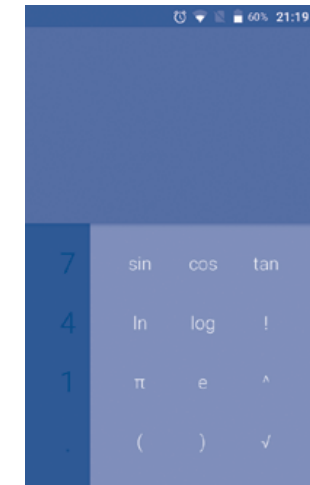 60% 21:19
7 sin cos tan
4 ln log !
1 π e ^
. ( ) √